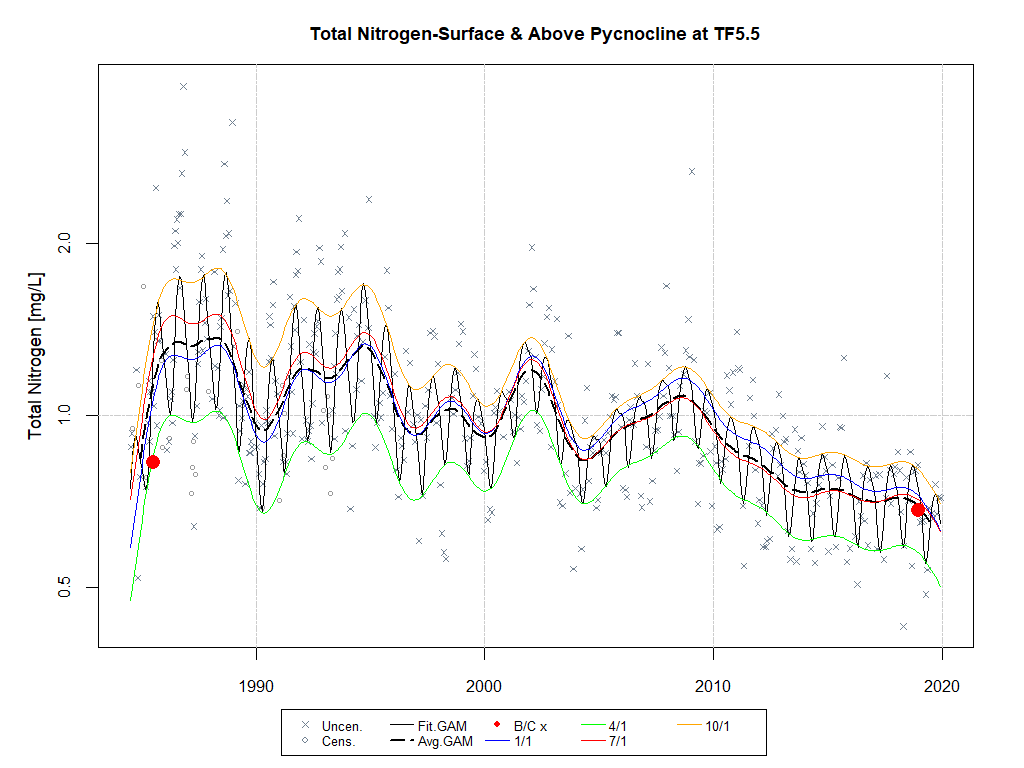 Total Nitrogen-Surface & Above Pycnocline at TF5.5
Total Nitrogen [mg/L]
2.0
1.0
0.5
1990 2000 2010 2020
Uncen. Fit.GAM B/C x 4/1 10/1
Cens. Avg.GAM 1/1 7/1